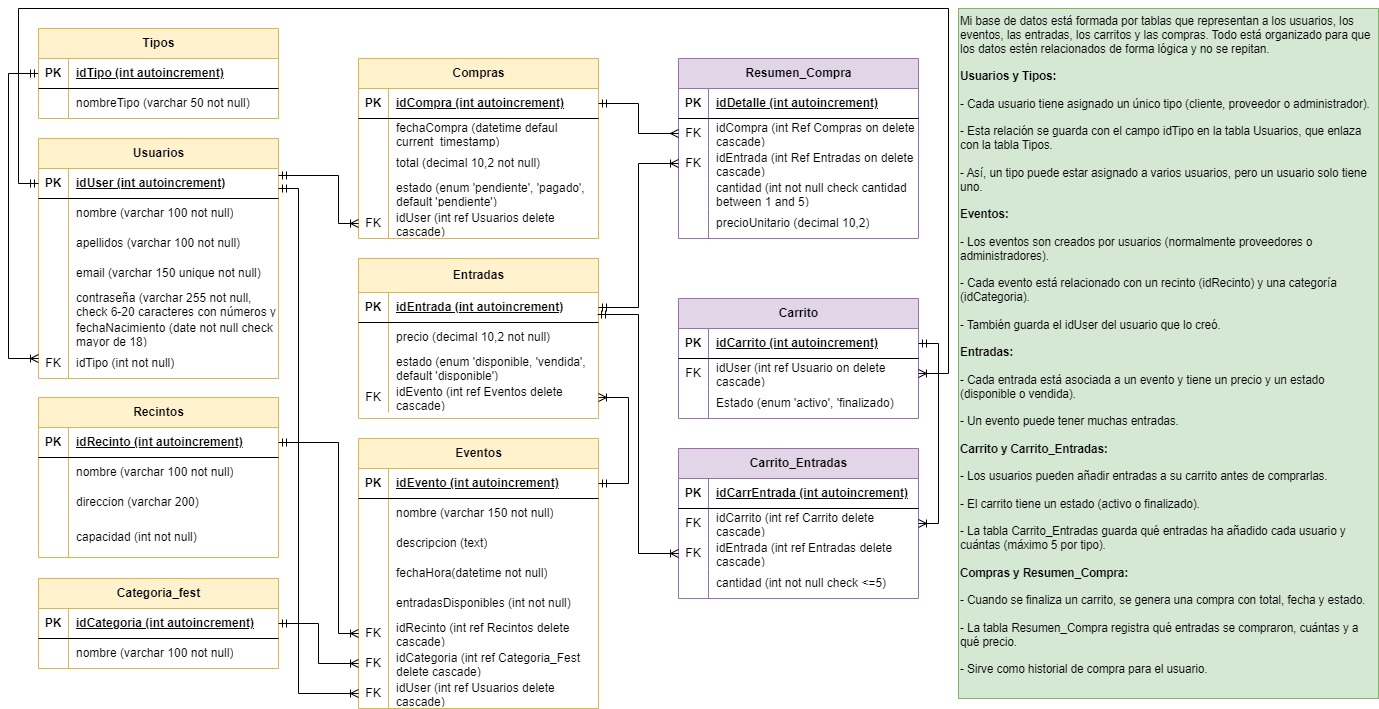 Tipos
PK idTipo (int autoincrement)
nombreTipo (varchar 50 not null)
Usuarios
PK idUser (int autoincrement)
nombre (varchar 100 not null)
apellidos (varchar 100 not null)
email (varchar 150 unique not null)
contraseña (varchar 255 not null,
check 6-20 caracteres con números y
fechaNacimiento (date not null check
mayor de 18)
FK idTipo (int not null)
Recintos
PK idRecinto (int autoincrement)
nombre (varchar 100 not null)
direccion (varchar 200)
capacidad (int not null)
Categoria_fest
PK idCategoria (int autoincrement)
nombre (varchar 100 not null)
Compras
PK idCompra (int autoincrement)
fechaCompra (datetime defaul
current_timestamp)
total (decimal 10,2 not null)
estado (enum 'pendiente', 'pagado',
default 'pendiente')
FK idUser (int ref Usuarios delete
cascade)
Entradas
PK idEntrada (int autoincrement)
precio (decimal 10,2 not null)
estado (enum 'disponible, 'vendida',
default 'disponible')
FK idEvento (int ref Eventos delete
cascade)
Eventos
PK idEvento (int autoincrement)
nombre (varchar 150 not null)
descripcion (text)
fechaHora(datetime not null)
entradasDisponibles (int not null)
FK idRecinto (int ref Recintos delete
cascade)
FK idCategoria (int ref Categoria_Fest
delete cascade)
FK idUser (int ref Usuarios delete
cascade)
Resumen_Compra
PK idDetalle (int autoincrement)
FK idCompra (int Ref Compras on delete
cascade)
FK idEntrada (int Ref Entradas on delete
cascade)
cantidad (int not null check cantidad
between 1 and 5)
precioUnitario (decimal 10,2)
Carrito
PK idCarrito (int autoincrement)
FK idUser (int ref Usuario on delete
cascade)
Estado (enum 'activo', 'finalizado)
Carrito_Entradas
PK idCarrEntrada (int autoincrement)
FK idCarrito (int ref Carrito delete
cascade)
FK idEntrada (int ref Entradas delete
cascade)
cantidad (int not null check <=5)
Mi base de datos está formada por tablas que representan a los usuarios, los
eventos, las entradas, los carritos y las compras. Todo está organizado para que
los datos estén relacionados de forma lógica y no se repitan.
Usuarios y Tipos:
- Cada usuario tiene asignado un único tipo (cliente, proveedor o administrador).
- Esta relación se guarda con el campo idTipo en la tabla Usuarios, que enlaza
con la tabla Tipos.
- Así, un tipo puede estar asignado a varios usuarios, pero un usuario solo tiene
uno.
Eventos:
- Los eventos son creados por usuarios (normalmente proveedores o
administradores).
- Cada evento está relacionado con un recinto (idRecinto) y una categoría
(idCategoria).
- También guarda el idUser del usuario que lo creó.
Entradas:
- Cada entrada está asociada a un evento y tiene un precio y un estado
(disponible o vendida).
- Un evento puede tener muchas entradas.
Carrito y Carrito_Entradas:
- Los usuarios pueden añadir entradas a su carrito antes de comprarlas.
- El carrito tiene un estado (activo o finalizado).
- La tabla Carrito_Entradas guarda qué entradas ha añadido cada usuario y
cuántas (máximo 5 por tipo).
Compras y Resumen_Compra:
- Cuando se finaliza un carrito, se genera una compra con total, fecha y estado.
- La tabla Resumen_Compra registra qué entradas se compraron, cuántas y a
qué precio.
- Sirve como historial de compra para el usuario.